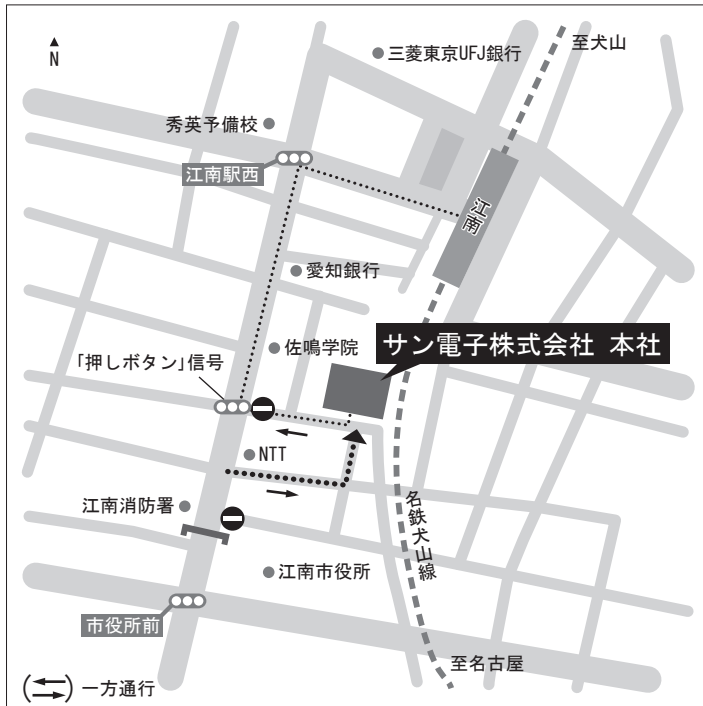 N
三菱東京UFJ銀行
至犬山
秀英予備校
江南駅西
江南
愛知銀行
佐鳴学院
サン電子株式会社 本社
「押しボタン」信号
NTT
江南消防署
名鉄犬山線
江南市役所
市役所前
至名古屋
(⇄) 一方通行